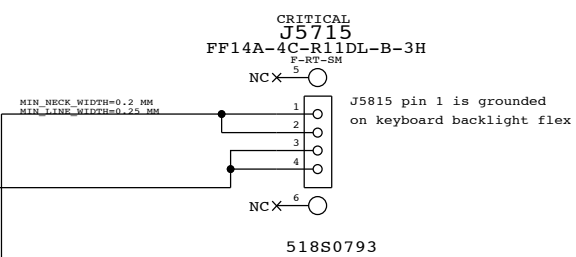 CRITICAL
J5715
FF14A-4C-R11DL-B-3H
F-RT-SM
NC 5
MIN_NECK_WIDTH=0.2 MM
MIN_LINE_WIDTH=0.25 MM
1
2
3
4
J5815 pin 1 is grounded
on keyboard backlight flex
NC 6
518S0793